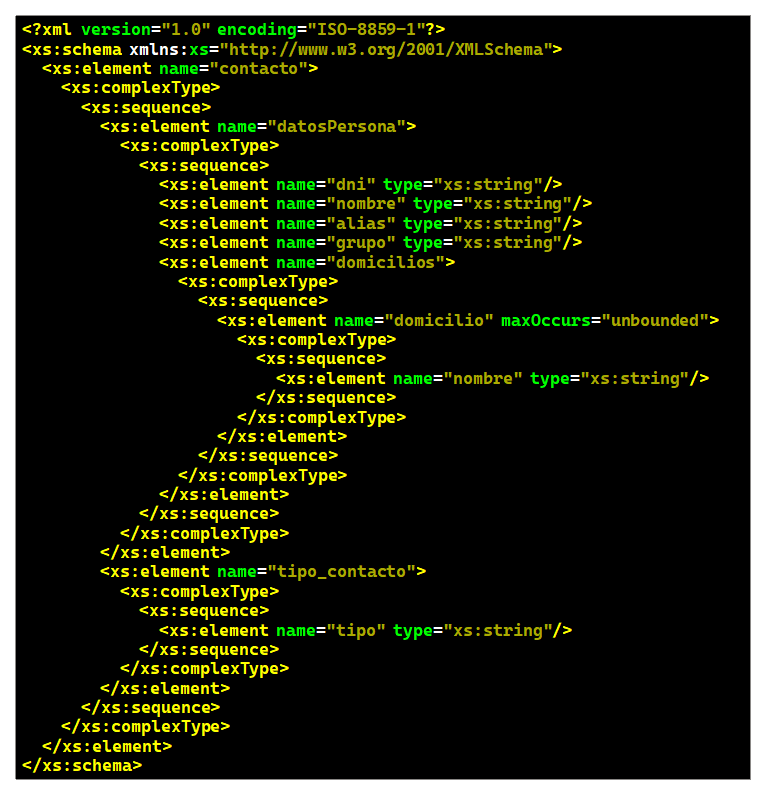 <?xml version="1.0" encoding="ISO-8859-1"?>
<xs:schema xmlns:xs="http://www.w3.org/2001/XMLSchema">
  <xs:element name="contacto">
    <xs:complexType>
      <xs:sequence>
        <xs:element name="datosPersona">
          <xs:complexType>
            <xs:sequence>
              <xs:element name="dni" type="xs:string"/>
              <xs:element name="nombre" type="xs:string"/>
              <xs:element name="alias" type="xs:string"/>
              <xs:element name="grupo" type="xs:string"/>
              <xs:element name="domicilios">
                <xs:complexType>
                  <xs:sequence>
                    <xs:element name="domicilio" maxOccurs="unbounded">
                      <xs:complexType>
                        <xs:sequence>
                          <xs:element name="nombre" type="xs:string"/>
                        </xs:sequence>
                      </xs:complexType>
                    </xs:element>
                  </xs:sequence>
                </xs:complexType>
              </xs:element>
            </xs:sequence>
          </xs:complexType>
        </xs:element>
        <xs:element name="tipo_contacto">
          <xs:complexType>
            <xs:sequence>
              <xs:element name="tipo" type="xs:string"/>
            </xs:sequence>
          </xs:complexType>
        </xs:element>
      </xs:sequence>
    </xs:complexType>
  </xs:element>
</xs:schema>